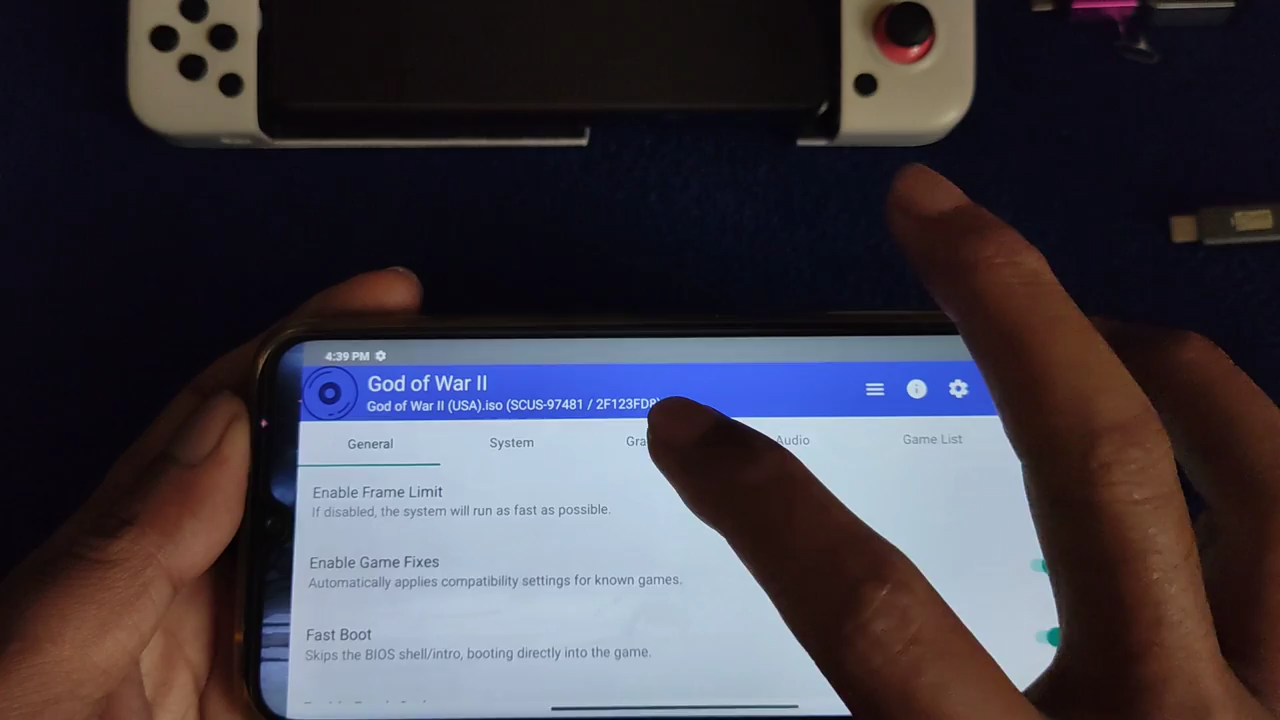 4:39 PM
God of War II
God of War II (USA).iso (SCUS-97481 / 2F123FD8)
General System Audio Game List
Enable Frame Limit
If disabled, the system will run as fast as possible.
Enable Game Fixes
Automatically applies compatibility settings for known games.
Fast Boot
Skips the BIOS shell/intro, booting directly into the game.